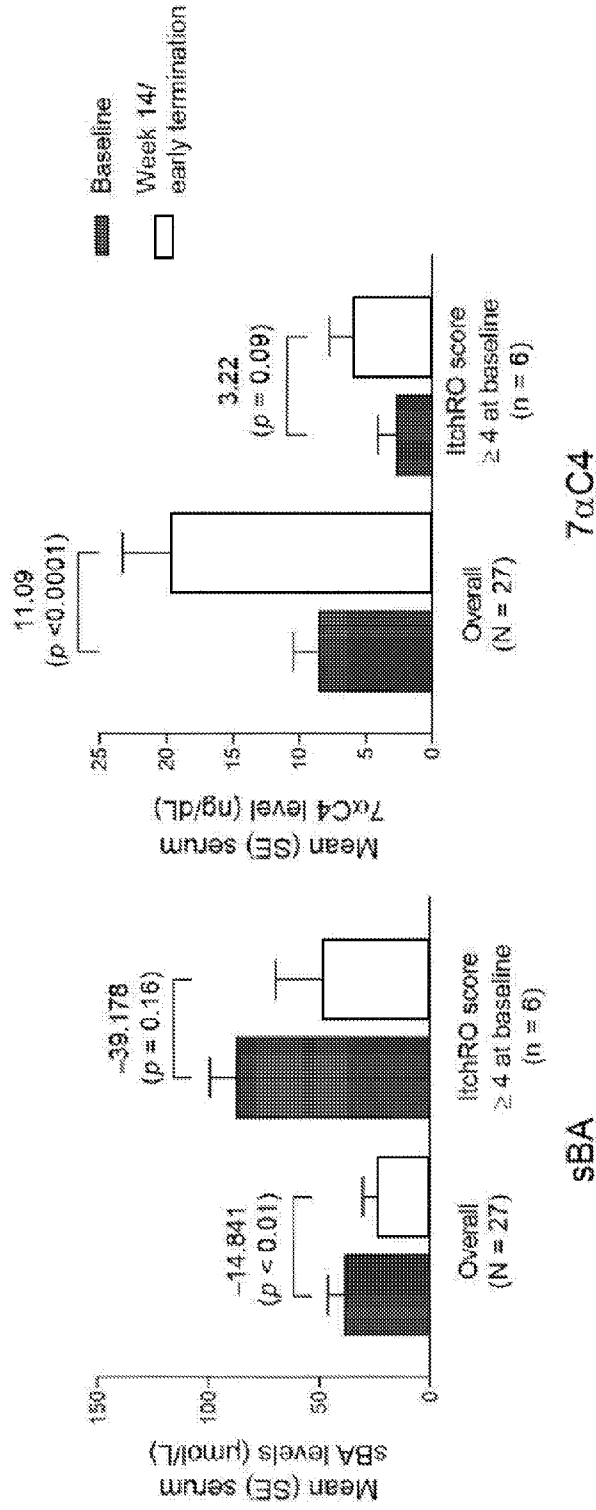 Mean (SE) serum
sBA levels (μmol/L)
150
100
50
0
−14.841
(p < 0.01)
−39.178
(p = 0.16)
Overall
(N = 27)
ItchRO score
≥ 4 at baseline
(n = 6)
sBA
Mean (SE) serum
7αC4 level (ng/dL)
25
20
15
10
5
0
11.09
(p <0.0001)
3.22
(p = 0.09)
Overall
(N = 27)
ItchRO score
≥ 4 at baseline
(n = 6)
7αC4
Baseline
Week 14/
early termination